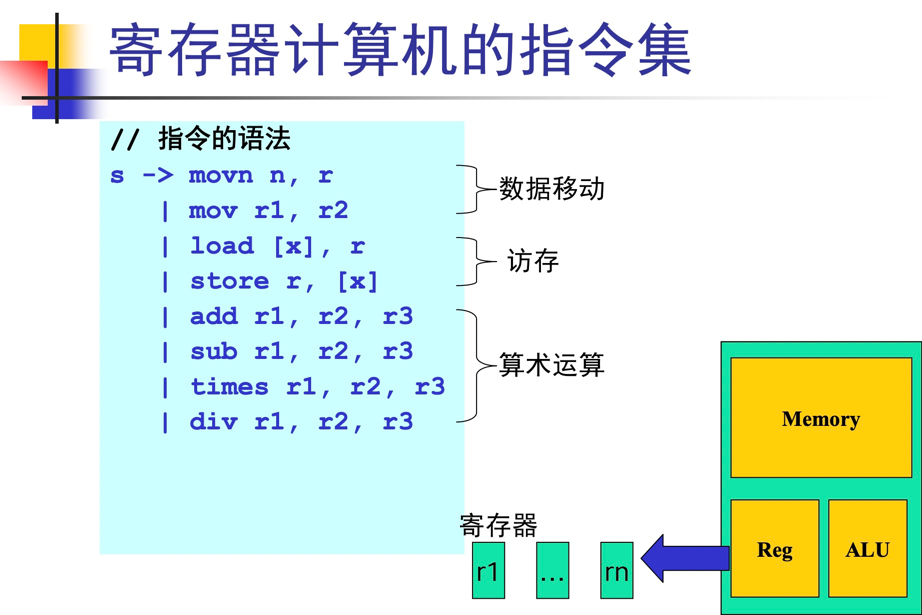 寄存器计算机的指令集
// 指令的语法
s -> movn n, r
| mov r1, r2
| load [x], r
| store r, [x]
| add r1, r2, r3
| sub r1, r2, r3
| times r1, r2, r3
| div r1, r2, r3
数据移动
访存
算术运算
寄存器
r1
...
rn
Memory
Reg
ALU